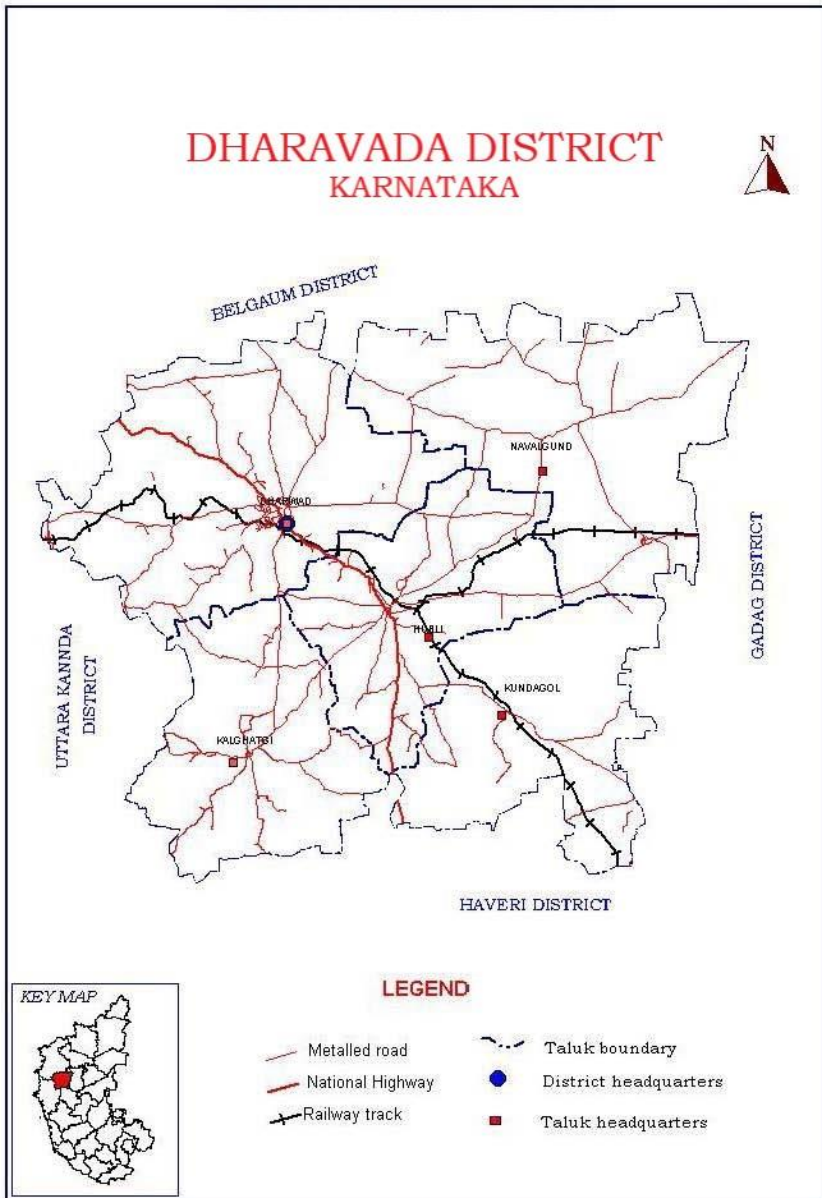 DHARAVADA DISTRICT
KARNATAKA
N
BELGAUM DISTRICT
NAVALGUND
DHARWAD
GADAG DISTRICT
HUBLI
UTTARA KANNDA
DISTRICT
KUNDAGOL
KALGHATGI
HAVERI DISTRICT
KEY MAP
LEGEND
Metalled road
National Highway
Railway track
Taluk boundary
District headquarters
Taluk headquarters